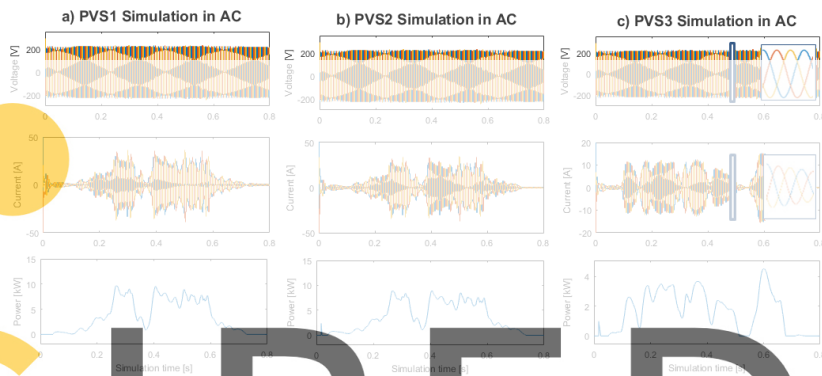 a) PVS1 Simulation in AC
b) PVS2 Simulation in AC
c) PVS3 Simulation in AC
Voltage [V]
200
0
-200
0 0.2 0.4 0.6 0.8
Voltage [V]
200
0
-200
0 0.2 0.4 0.6 0.8
Voltage [V]
200
0
-200
0 0.2 0.4 0.6 0.8
Current [A]
50
0
-50
0 0.2 0.4 0.6 0.8
Current [A]
50
0
-50
0 0.2 0.4 0.6 0.8
Current [A]
20
10
0
-10
-20
0 0.2 0.4 0.6 0.8
Power [kW]
15
10
5
0
0 0.2 0.4 0.6 0.8
Simulation time [s]
Power [kW]
15
10
5
0
0 0.2 0.4 0.6 0.8
Simulation time [s]
Power [kW]
4
2
0
0 0.2 0.4 0.6 0.8
Simulation time [s]